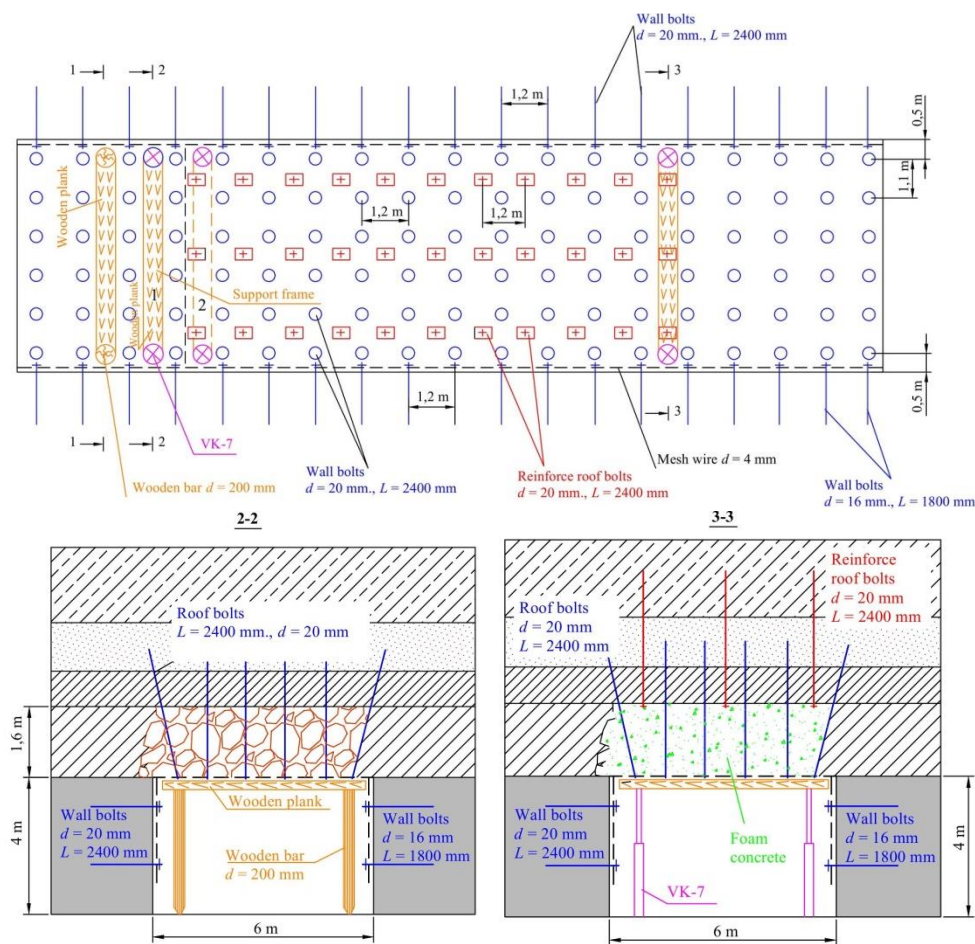 Wall bolts
d = 20 mm., L = 2400 mm
1
2
3
1,2 m
0,5 m
Wooden plank
1,1 m
1,2 m
1,2 m
Wooden plank
1
Support frame
2
1,2 m
0,5 m
1
2
3
VK-7
Mesh wire d = 4 mm
Wooden bar d = 200 mm
Wall bolts
d = 20 mm., L = 2400 mm
Reinforce roof bolts
d = 20 mm., L = 2400 mm
Wall bolts
d = 16 mm., L = 1800 mm
2-2
Roof bolts
L = 2400 mm., d = 20 mm
1,6 m
4 m
Wooden plank
Wall bolts
d = 20 mm
L = 2400 mm
Wooden bar
d = 200 mm
Wall bolts
d = 16 mm
L = 1800 mm
6 m
3-3
Reinforce
roof bolts
d = 20 mm
L = 2400 mm
Roof bolts
d = 20 mm
L = 2400 mm
Wall bolts
d = 20 mm
L = 2400 mm
Foam
concrete
Wall bolts
d = 16 mm
L = 1800 mm
4 m
VK-7
6 m